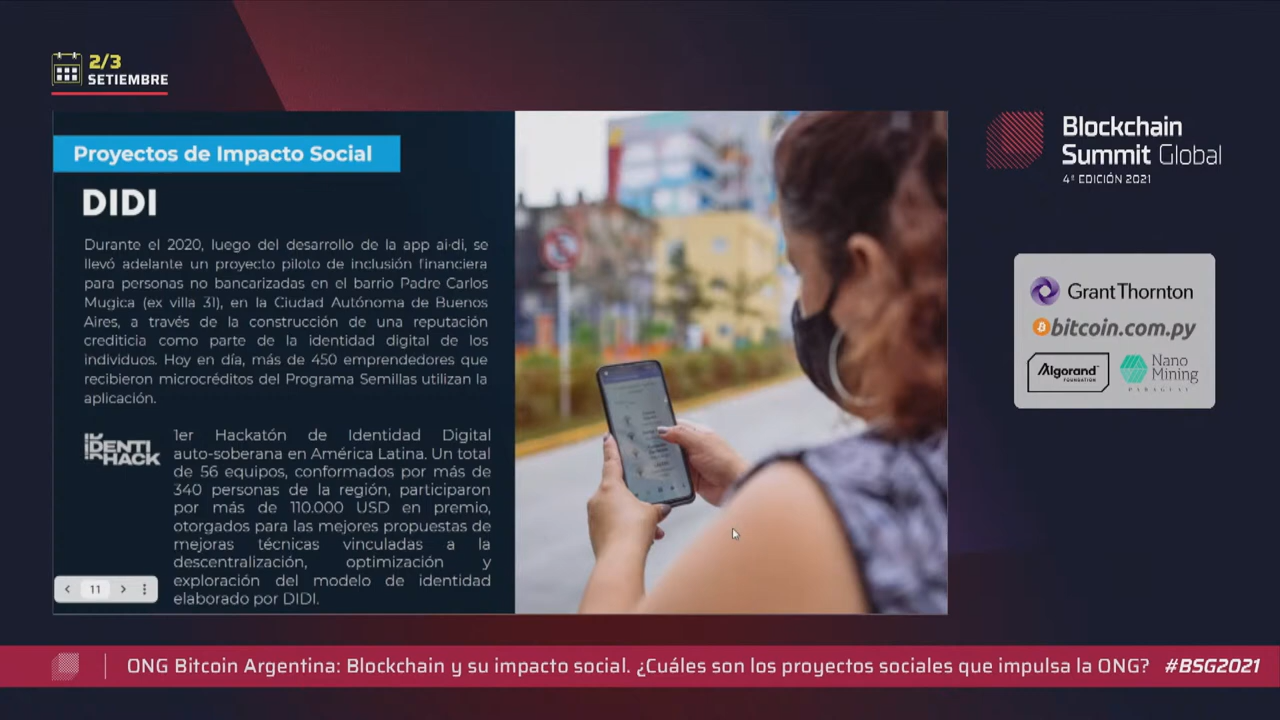 2/3
SETIEMBRE
Proyectos de Impacto Social
DIDI
Durante el 2020, luego del desarrollo de la app ai·di, se
llevó adelante un proyecto piloto de inclusión financiera
para personas no bancarizadas en el barrio Padre Carlos
Mugica (ex villa 31), en la Ciudad Autónoma de Buenos
Aires, a través de la construcción de una reputación
crediticia como parte de la identidad digital de los
individuos. Hoy en día, más de 450 emprendedores que
recibieron microcréditos del Programa Semillas utilizan la
aplicación.
IDENTI
HACK
1er Hackatón de Identidad Digital
auto-soberana en América Latina. Un total
de 56 equipos, conformados por más de
340 personas de la región, participaron
por más de 110.000 USD en premio,
otorgados para las mejores propuestas de
mejoras técnicas vinculadas a la
descentralización, optimización y
exploración del modelo de identidad
elaborado por DIDI.
11
Blockchain
Summit Global
4ª EDICIÓN 2021
GrantThornton
bitcoin.com.py
Algorand
FOUNDATION
Nano
Mining
PARAGUAY
ONG Bitcoin Argentina: Blockchain y su impacto social. ¿Cuáles son los proyectos sociales que impulsa la ONG? #BSG2021